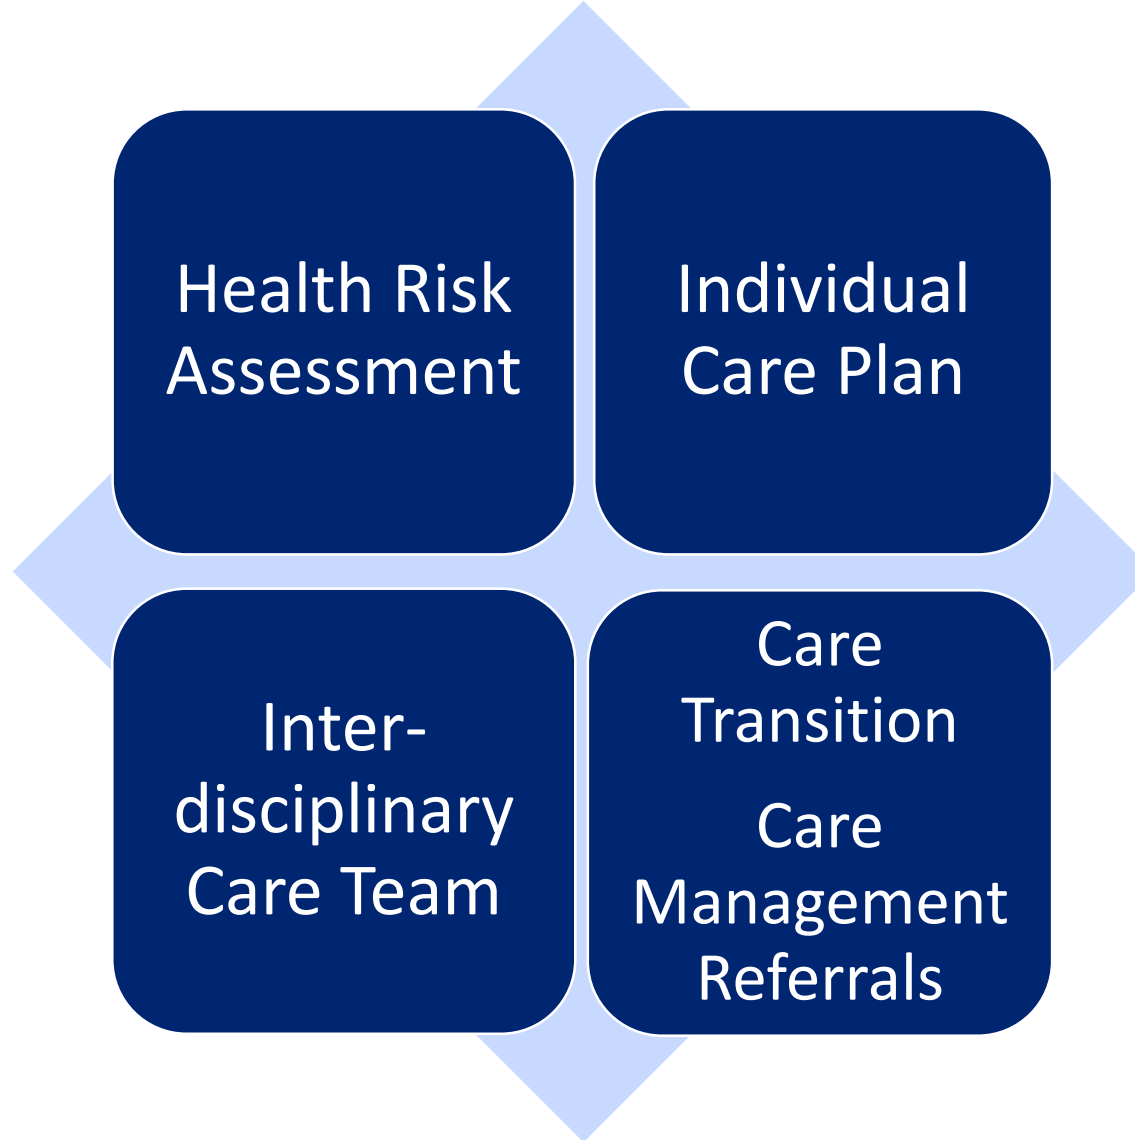 Health Risk
Assessment
Individual
Care Plan
Inter-
disciplinary
Care Team
Care
Transition
Care
Management
Referrals